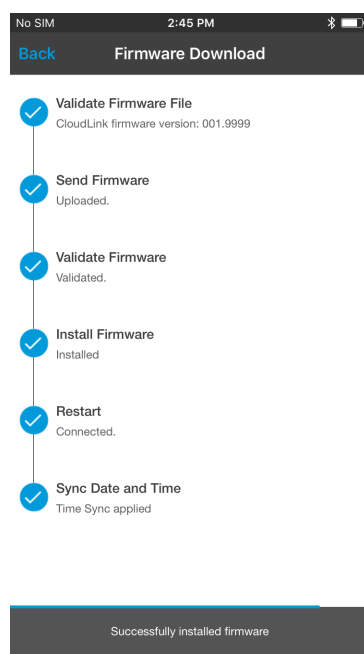 No SIM 2:45 PM
Back Firmware Download
Validate Firmware File
CloudLink firmware version: 001.9999
Send Firmware
Uploaded.
Validate Firmware
Validated.
Install Firmware
Installed
Restart
Connected.
Sync Date and Time
Time Sync applied
Successfully installed firmware